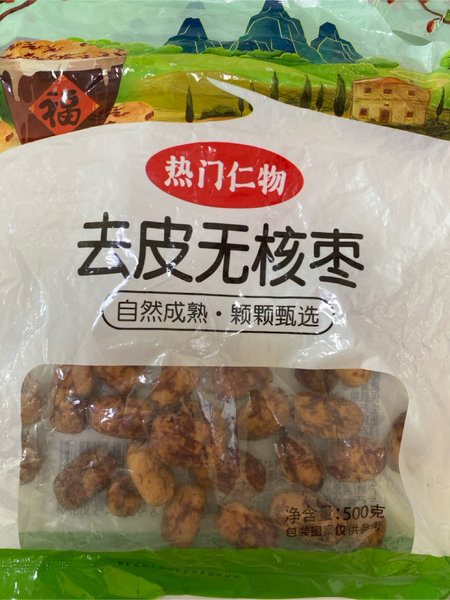 福
热门仁物
去皮无核枣
自然成熟·颗颗甄选
净含量:500克
包装图案仅供参考